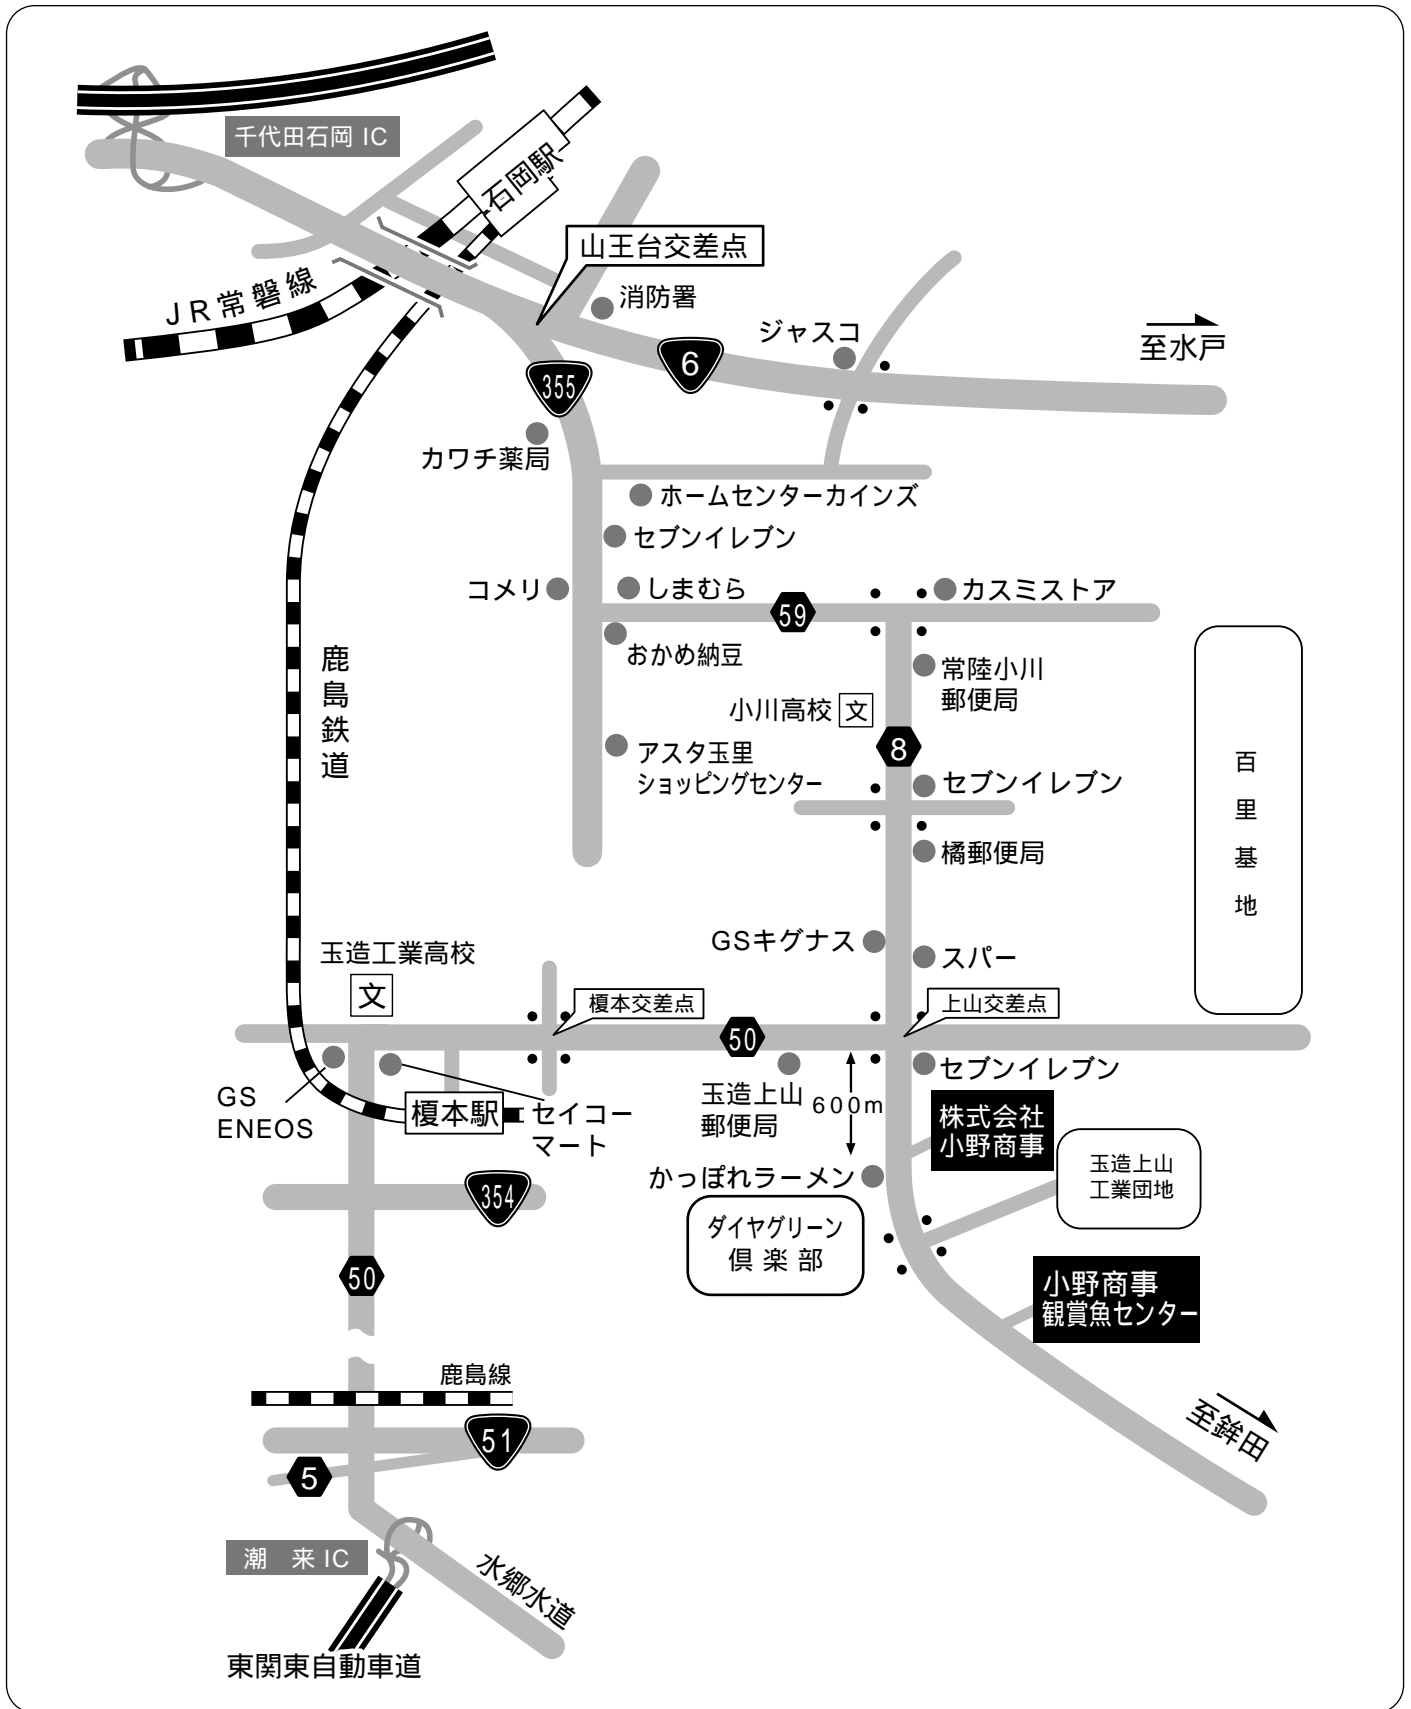 千代田石岡 IC
石岡駅
山王台交差点
JR常磐線
消防署
ジャスコ
至水戸
6
355
カワチ薬局
ホームセンターカインズ
セブンイレブン
コメリ
しまむら
59
カスミストア
おかめ納豆
鹿島鉄道
常陸小川
郵便局
小川高校
文
8
アスタ玉里
ショッピングセンター
セブンイレブン
百里基地
橘郵便局
GSキグナス
スパー
玉造工業高校
文
榎本交差点
上山交差点
50
GS
ENEOS
榎本駅
セイコー
マート
玉造上山
郵便局
600m
セブンイレブン
株式会社
小野商事
かっぽれラーメン
玉造上山
工業団地
354
ダイヤグリーン
倶楽部
50
小野商事
観賞魚センター
鹿島線
51
5
至鉾田
潮 来 IC
水郷水道
東関東自動車道